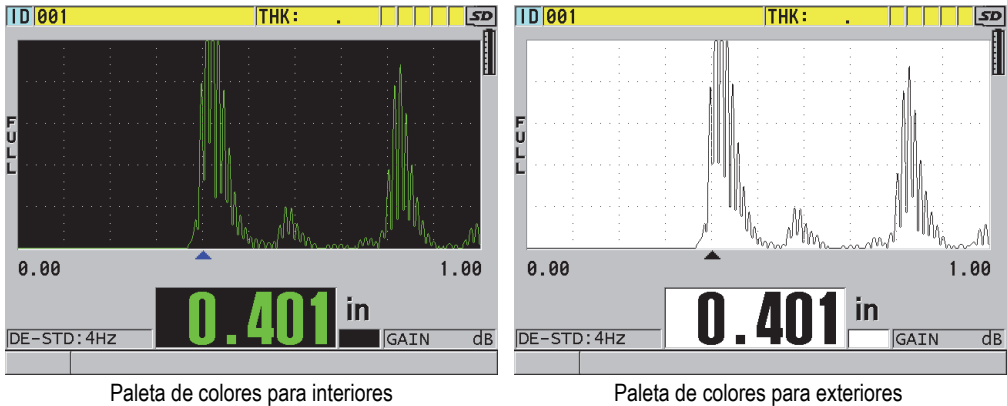 ID 001 THK: . SD
FULL
0.00 1.00
0.401 in
DE-STD:4Hz GAIN dB
Paleta de colores para interiores
ID 001 THK: . SD
FULL
0.00 1.00
0.401 in
DE-STD:4Hz GAIN dB
Paleta de colores para exteriores